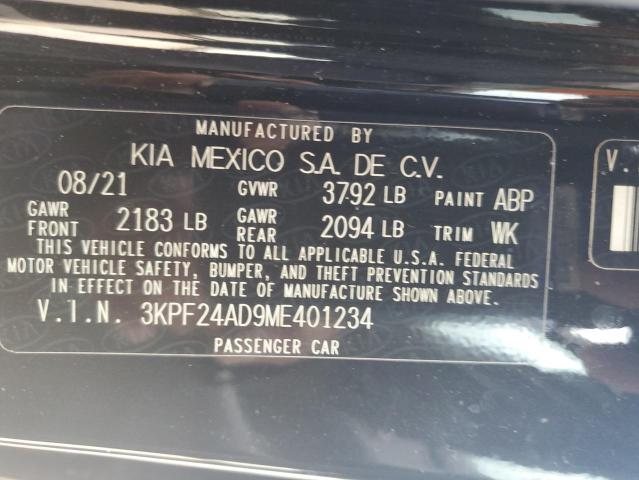 MANUFACTURED BY
KIA MEXICO S.A. DE C.V.
08/21 GVWR 3792 LB PAINT ABP
GAWR FRONT 2183 LB GAWR REAR 2094 LB TRIM WK
THIS VEHICLE CONFORMS TO ALL APPLICABLE U.S.A. FEDERAL
MOTOR VEHICLE SAFETY, BUMPER, AND THEFT PREVENTION STANDARDS
IN EFFECT ON THE DATE OF MANUFACTURE SHOWN ABOVE.
V.I.N. 3KPF24AD9ME401234
PASSENGER CAR
V.